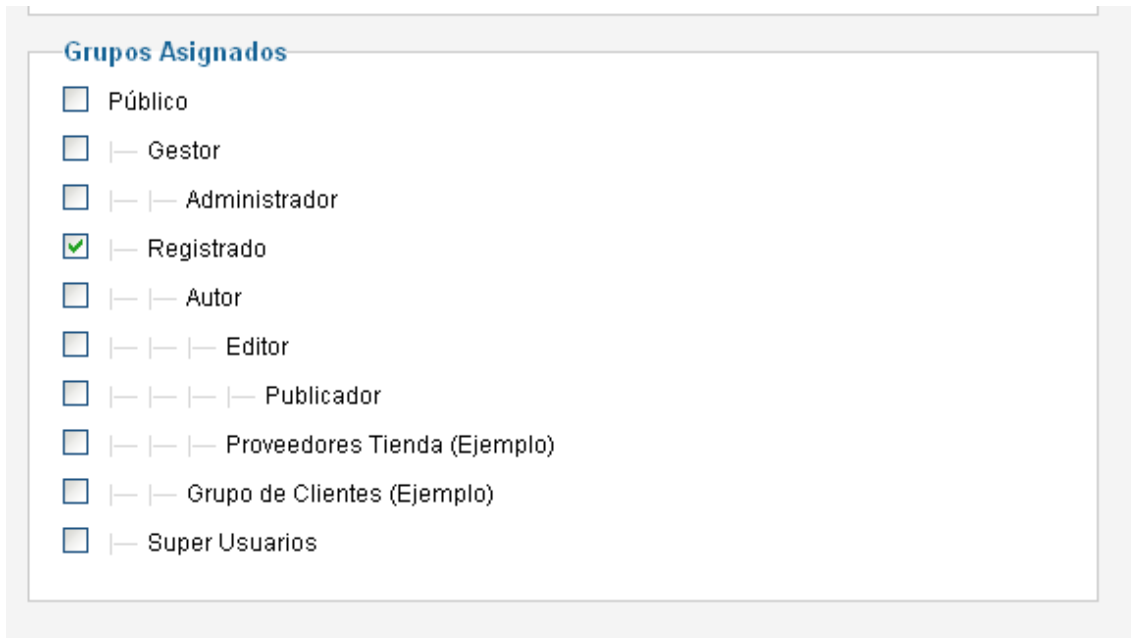 Grupos Asignados
Público
|— Gestor
|— |— Administrador
|— Registrado
|— |— Autor
|— |— |— Editor
|— |— |— |— Publicador
|— |— |— Proveedores Tienda (Ejemplo)
|— |— Grupo de Clientes (Ejemplo)
|— Super Usuarios